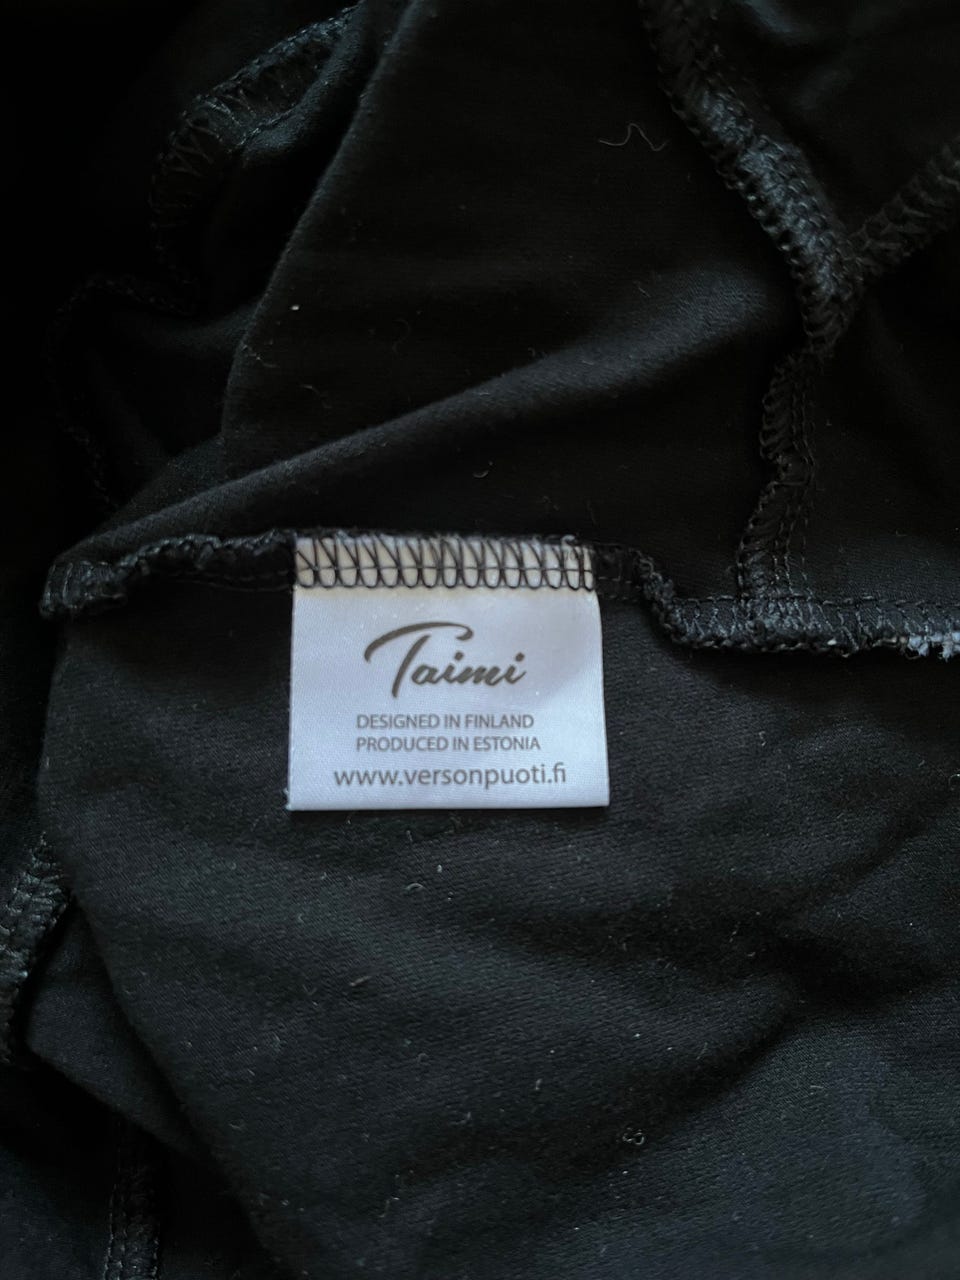 Taimi
DESIGNED IN FINLAND
PRODUCED IN ESTONIA
www.versonpuoti.fi